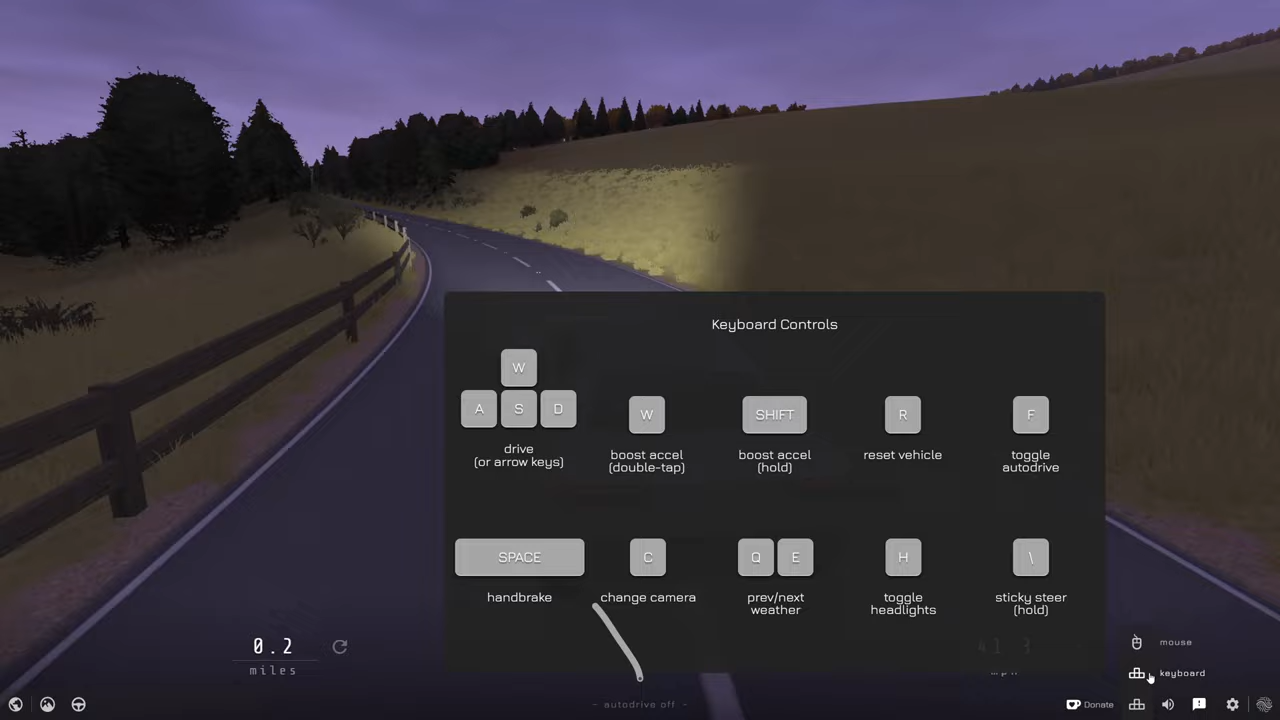 Keyboard Controls
W
A S D
drive
(or arrow keys)
W
boost accel
(double-tap)
SHIFT
boost accel
(hold)
R
reset vehicle
F
toggle
autodrive
SPACE
handbrake
C
change camera
Q E
prev/next
weather
H
toggle
headlights
\
sticky steer
(hold)
0.2
miles
mouse
keyboard
- autodrive off -
Donate